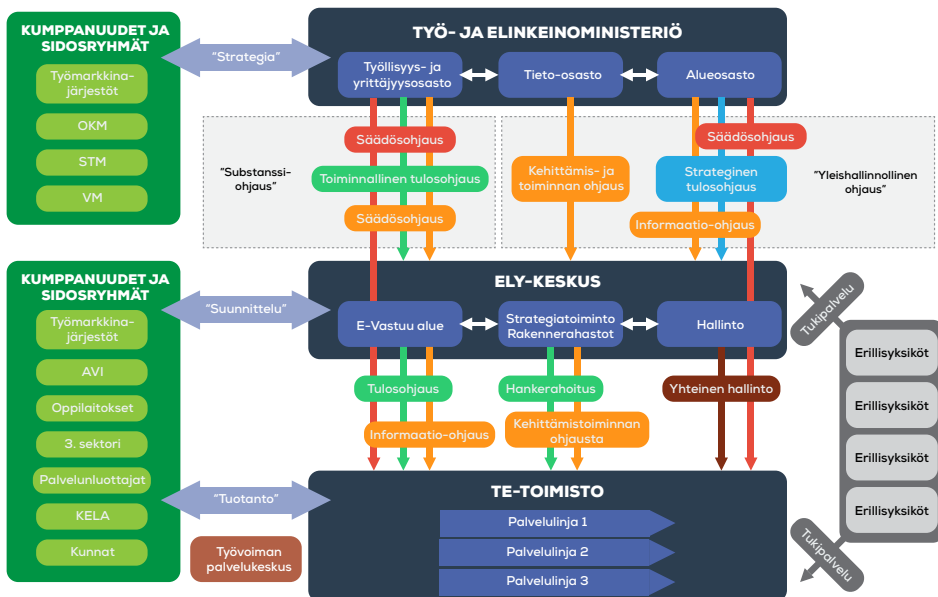 KUMPPANUUDET JA
SIDOSRYHMÄT
Työmarkkina-
järjestöt
OKM
STM
VM
"Strategia"
TYÖ- JA ELINKEINOMINISTERIÖ
Työllisyys- ja
yrittäjyysosasto
Tieto-osasto
Alueosasto
"Substanssi-
ohjaus"
Säädösohjaus
Toiminnallinen tulosohjaus
Säädösohjaus
Kehittämis- ja
toiminnan ohjaus
Säädösohjaus
Strateginen
tulosohjaus
Informaatio-ohjaus
"Yleishallinnollinen
ohjaus"
KUMPPANUUDET JA
SIDOSRYHMÄT
Työmarkkina-
järjestöt
AVI
Oppilaitokset
3. sektori
Palvelunluottajat
KELA
Kunnat
"Suunnittelu"
ELY-KESKUS
E-Vastuu alue
Strategiatoiminto
Rakennerahastot
Hallinto
Tulosohjaus
Informaatio-ohjaus
Hankerahoitus
Kehittämistoiminnan
ohjausta
Yhteinen hallinto
Tukipalvelu
Erillisyksiköt
Erillisyksiköt
Erillisyksiköt
Erillisyksiköt
Tukipalvelu
"Tuotanto"
Työvoiman
palvelukeskus
TE-TOIMISTO
Palvelulinja 1
Palvelulinja 2
Palvelulinja 3